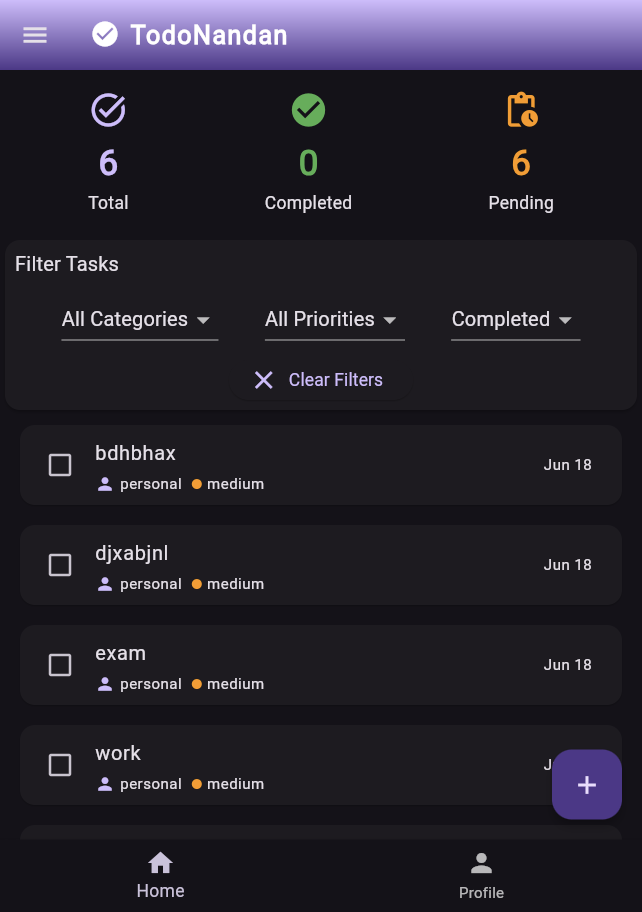 TodoNandan
6 0 6
Total Completed Pending
Filter Tasks
All Categories All Priorities Completed
Clear Filters
bdhbhax
Jun 18
personal medium
djxabjnl
Jun 18
personal medium
exam
Jun 18
personal medium
work
personal medium
+
Home Profile